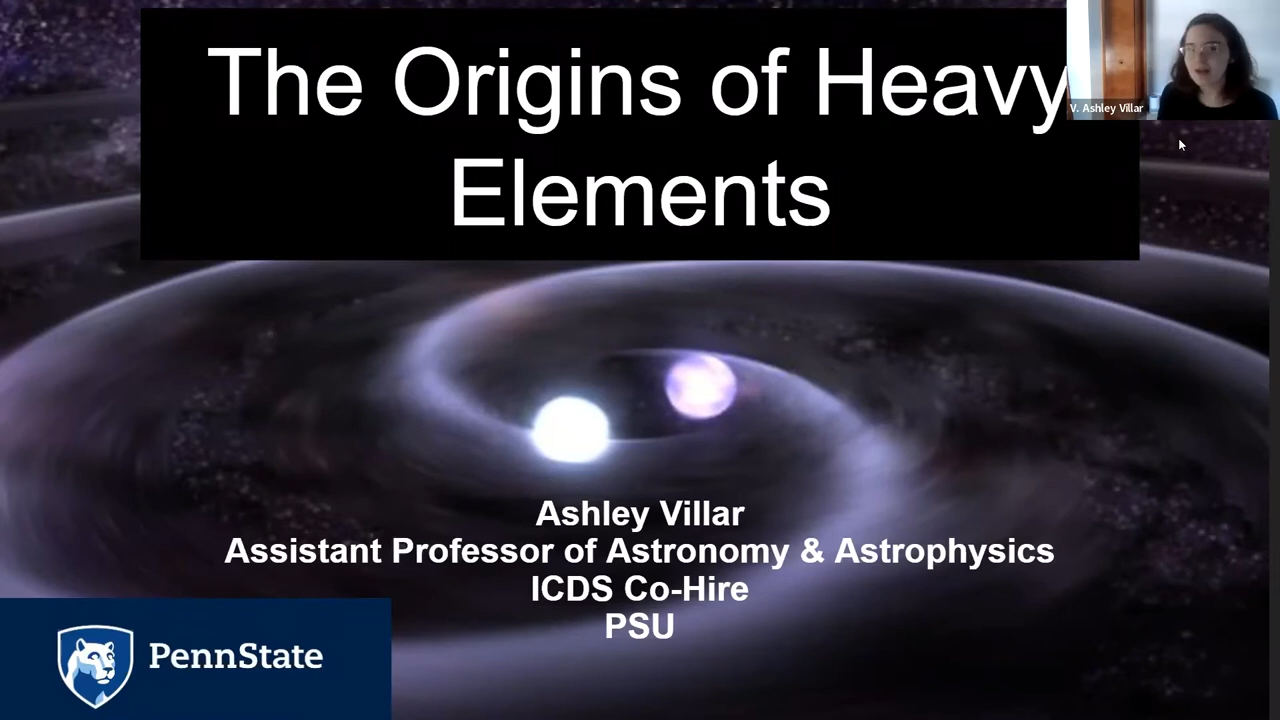 The Origins of Heavy
Elements
V. Ashley Villar
Ashley Villar
Assistant Professor of Astronomy & Astrophysics
ICDS Co-Hire
PSU
PennState